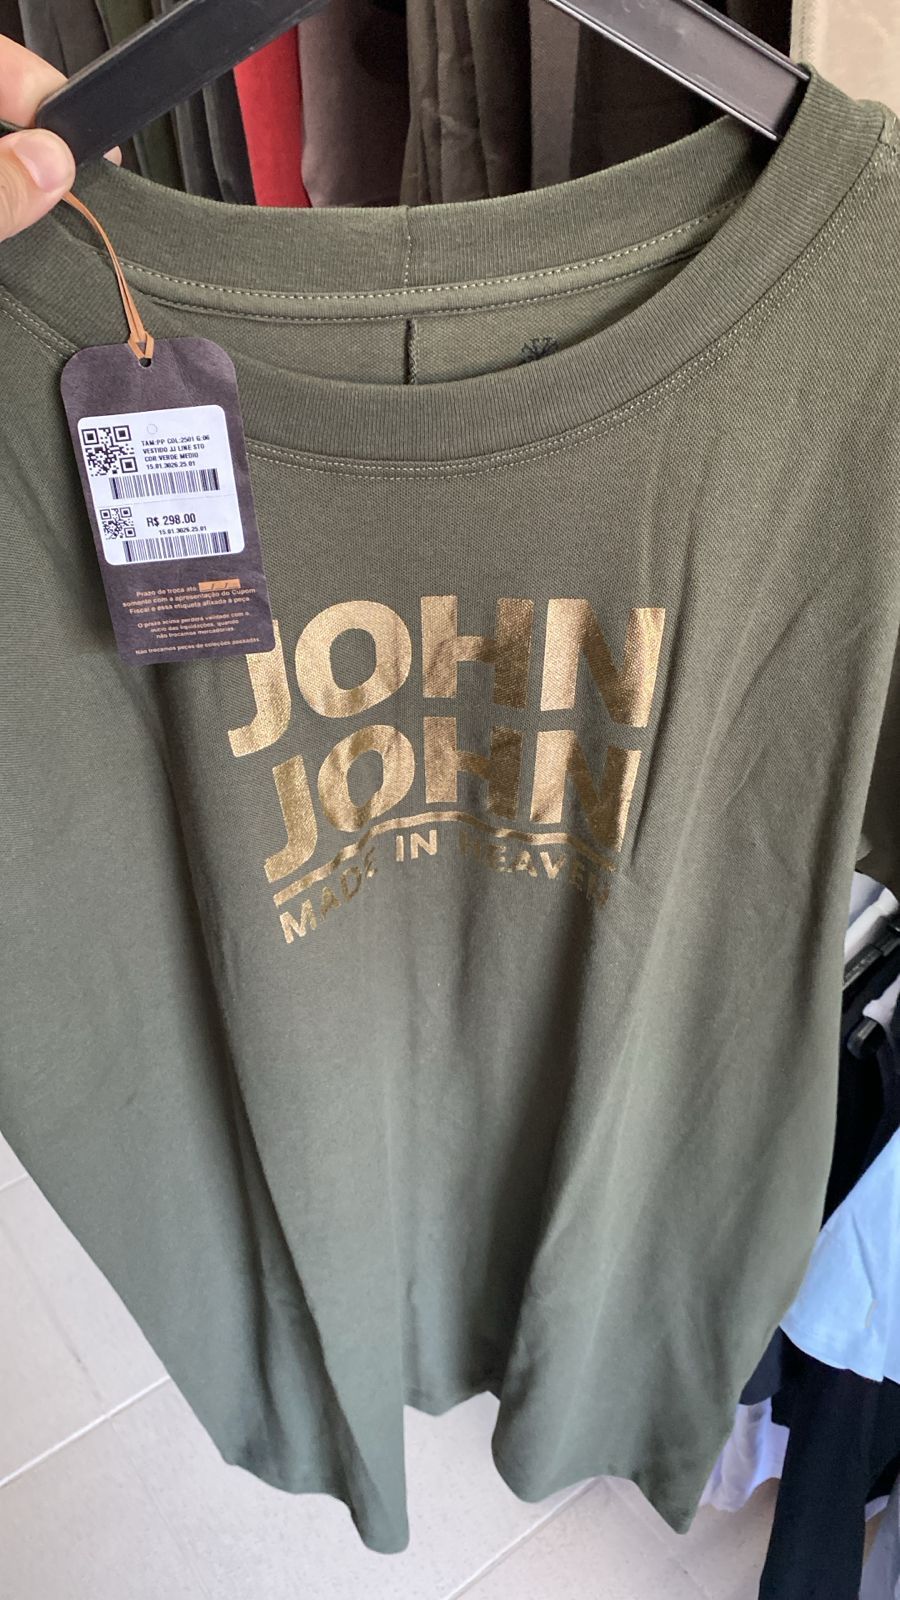 TAM:PP COL:2501 G:06
VESTIDO JJ LINE STO
COR:VERDE MEDIO
15.01.3026.25.01
R$ 298.00
15.01.3026.25.01
Prazo de troca até / /
somente com a apresentação do Cupom
Fiscal e essa etiqueta afixada à peça.
O prazo acima perderá validade com o
início das liquidações, quando
não trocamos mercadorias.
Não trocamos peças de coleções passadas.
JOHN
JOHN
MADE IN HEAVEN